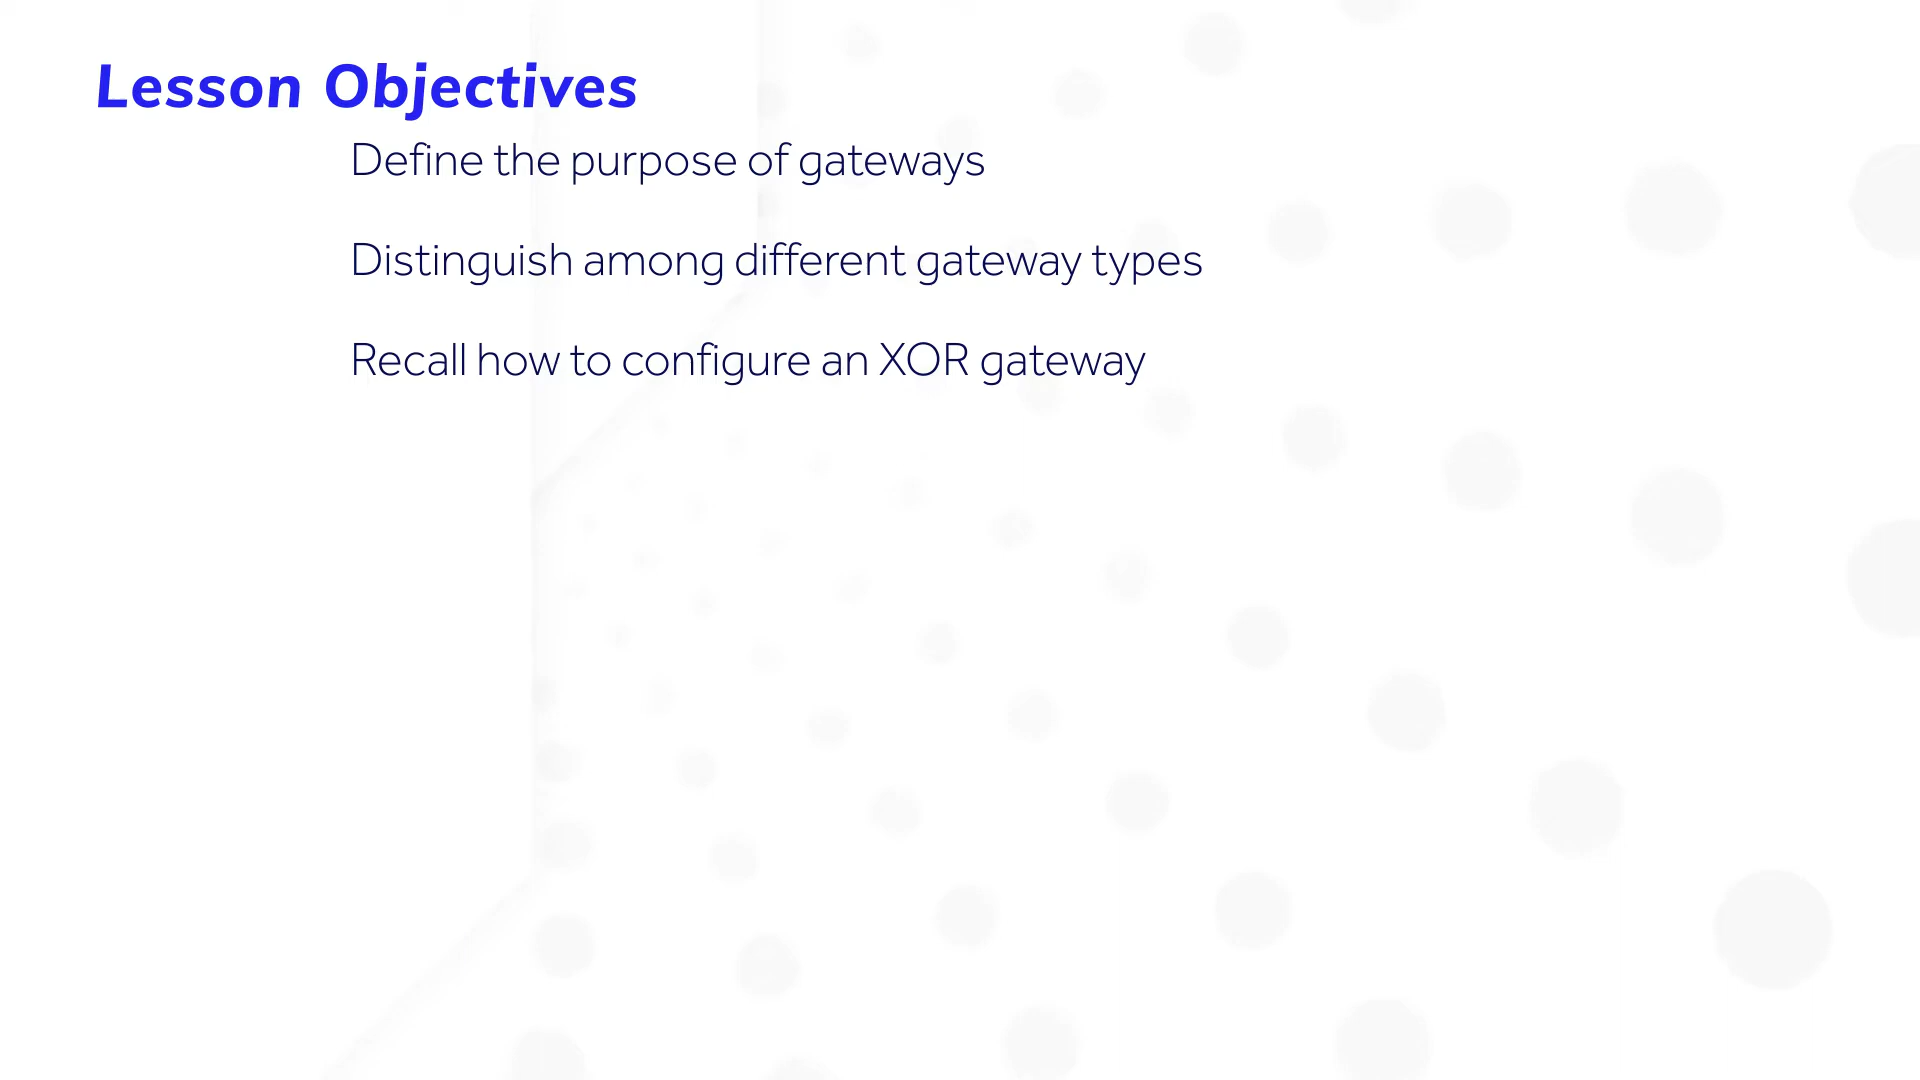 Lesson Objectives
Define the purpose of gateways
Distinguish among different gateway types
Recall how to configure an XOR gateway